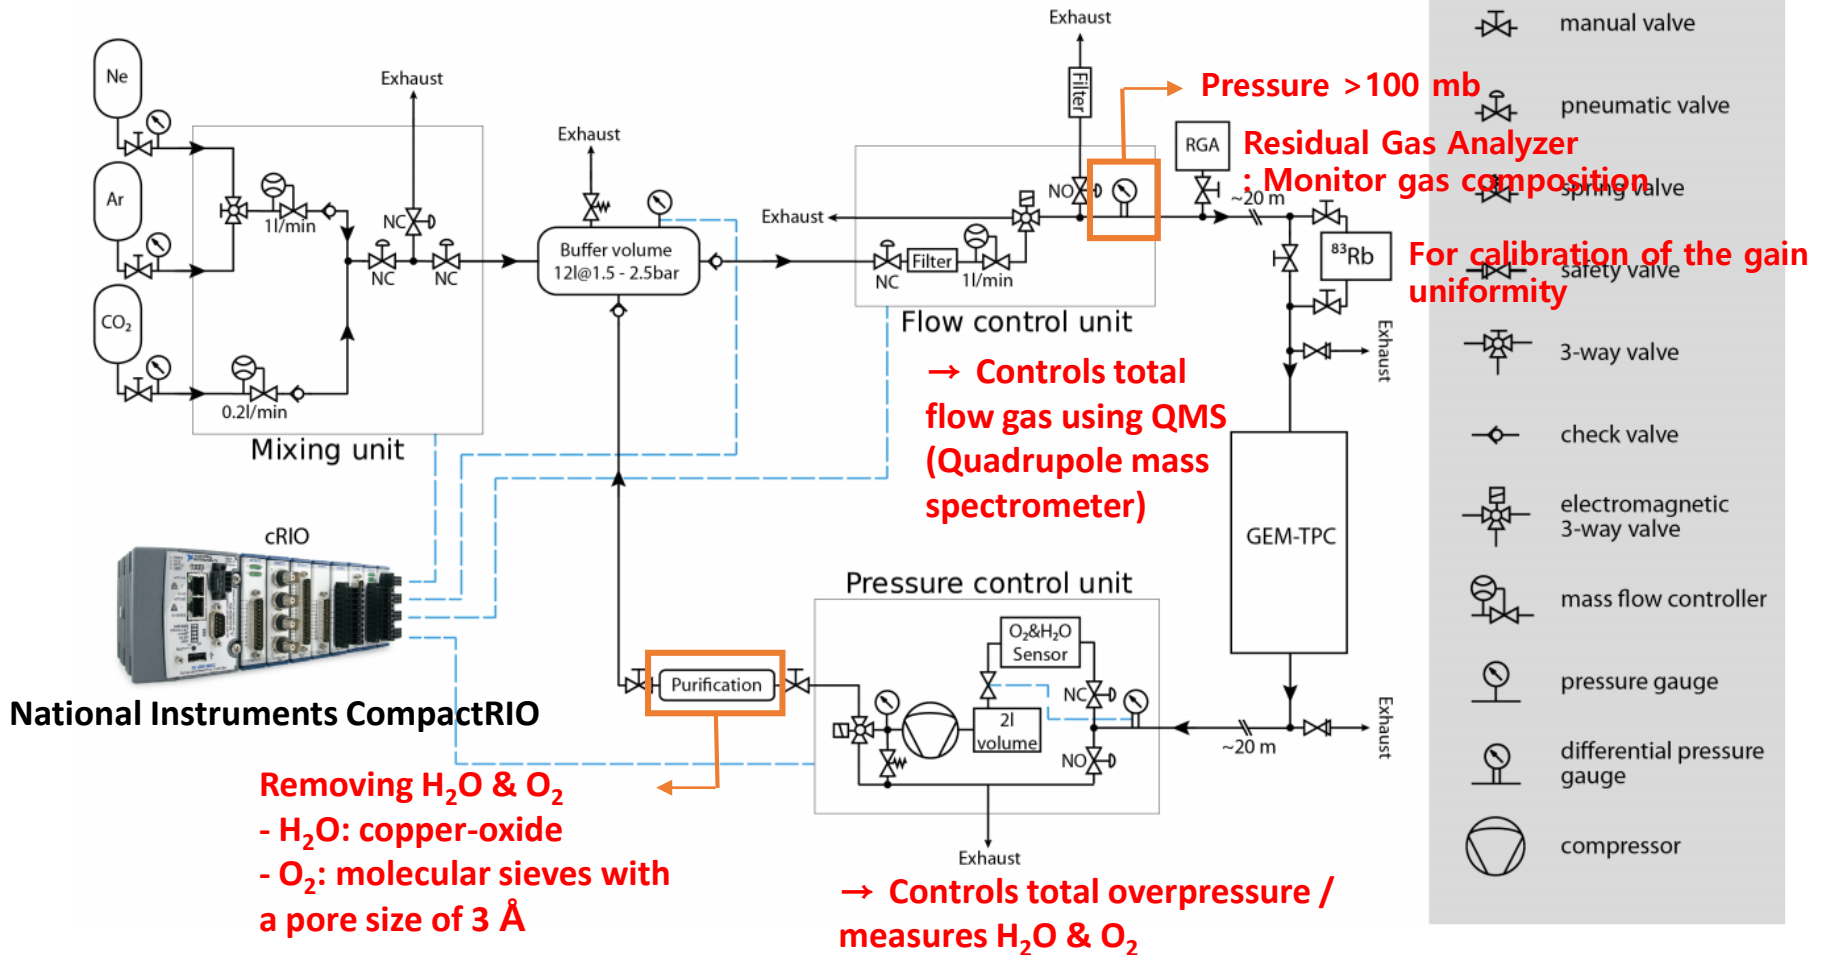 Ne
Ar
CO₂
Exhaust
1l/min
0.2l/min
NC
NC
NC
Mixing unit
Exhaust
Buffer volume
12l@1.5 - 2.5bar
Exhaust
Exhaust
Filter
NO
NC
Filter
1l/min
Flow control unit
Pressure >100 mb
RGA
Residual Gas Analyzer
: Monitor gas composition
~20 m
⁸³Rb
For calibration of the gain
uniformity
Exhaust
→ Controls total
flow gas using QMS
(Quadrupole mass
spectrometer)
GEM-TPC
Exhaust
~20 m
Pressure control unit
O₂&H₂O
Sensor
NC
2l
volume
NO
Exhaust
→ Controls total overpressure /
measures H₂O & O₂
Purification
cRIO
National Instruments CompactRIO
Removing H₂O & O₂
- H₂O: copper-oxide
- O₂: molecular sieves with
a pore size of 3 Å
manual valve
pneumatic valve
spring valve
safety valve
3-way valve
check valve
electromagnetic
3-way valve
mass flow controller
pressure gauge
differential pressure
gauge
compressor